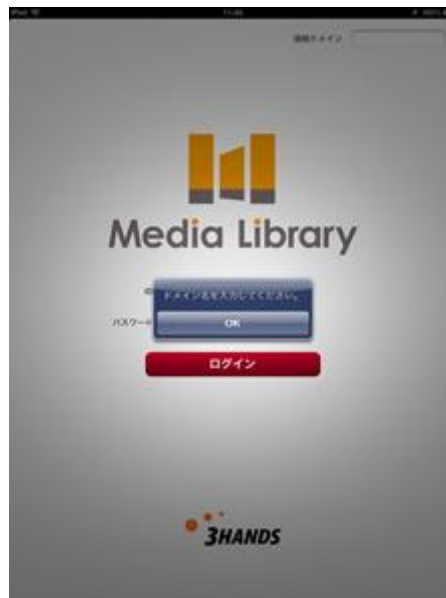 iPad
接続ドメイン
Media Library
ドメイン名を入力してください。
パスワード
OK
ログイン
3HANDS